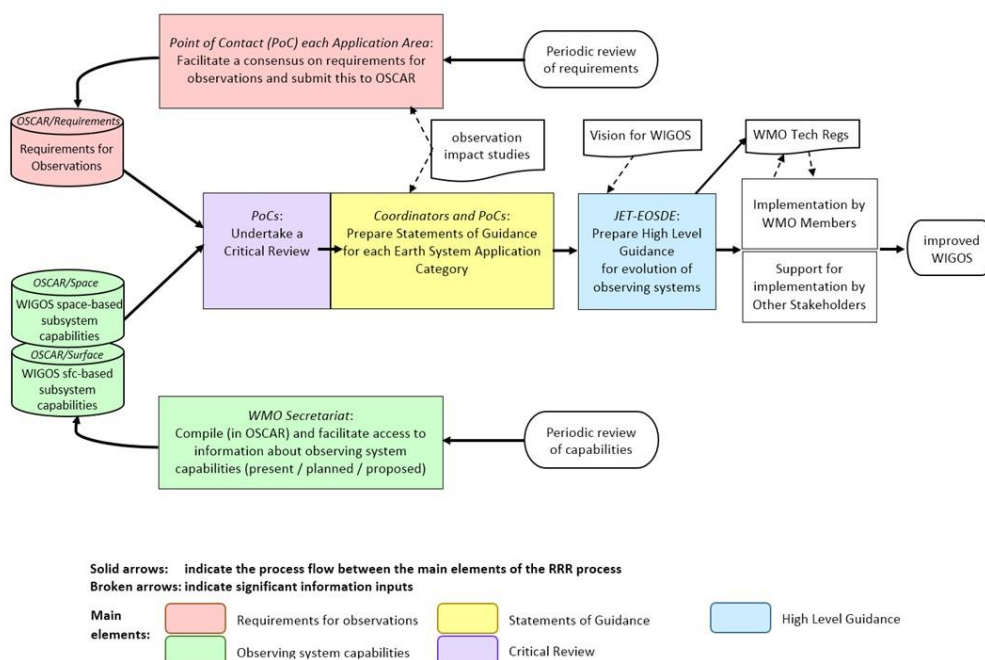 Point of Contact (PoC) each Application Area:
Facilitate a consensus on requirements for
observations and submit this to OSCAR
Periodic review
of requirements
OSCAR/Requirements
Requirements for
Observations
observation
impact studies
Vision for WIGOS
WMO Tech Regs
PoCs:
Undertake a
Critical Review
Coordinators and PoCs:
Prepare Statements of Guidance
for each Earth System Application
Category
JET-EOSDE:
Prepare High Level
Guidance
for evolution of
observing systems
Implementation by
WMO Members
Support for
implementation by
Other Stakeholders
improved
WIGOS
OSCAR/Space
WIGOS space-based
subsystem
capabilities
OSCAR/Surface
WIGOS sfc-based
subsystem
capabilities
WMO Secretariat:
Compile (in OSCAR) and facilitate access to
information about observing system
capabilities (present / planned / proposed)
Periodic review
of capabilities
Solid arrows: indicate the process flow between the main elements of the RRR process
Broken arrows: indicate significant information inputs
Main
elements:
Requirements for observations
Statements of Guidance
High Level Guidance
Observing system capabilities
Critical Review